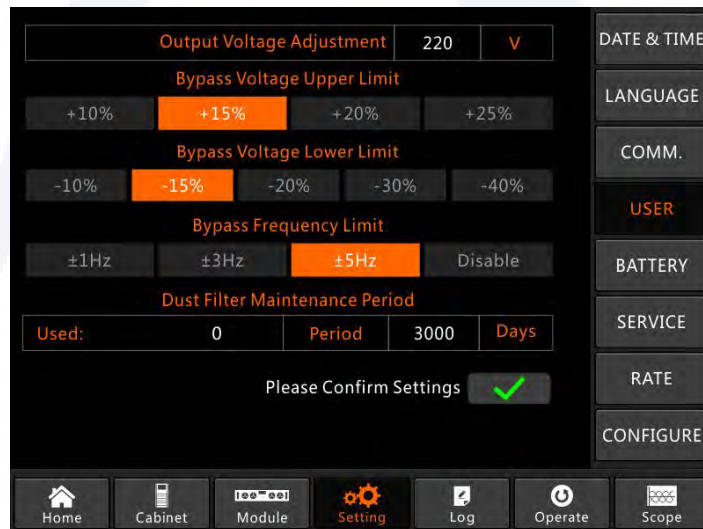 Output Voltage Adjustment 220 V
Bypass Voltage Upper Limit
+10% +15% +20% +25%
Bypass Voltage Lower Limit
-10% -15% -20% -30% -40%
Bypass Frequency Limit
±1Hz ±3Hz ±5Hz Disable
Dust Filter Maintenance Period
Used: 0 Period 3000 Days
Please Confirm Settings
DATE & TIME
LANGUAGE
COMM.
USER
BATTERY
SERVICE
RATE
CONFIGURE
Home Cabinet Module Setting Log Operate Scope